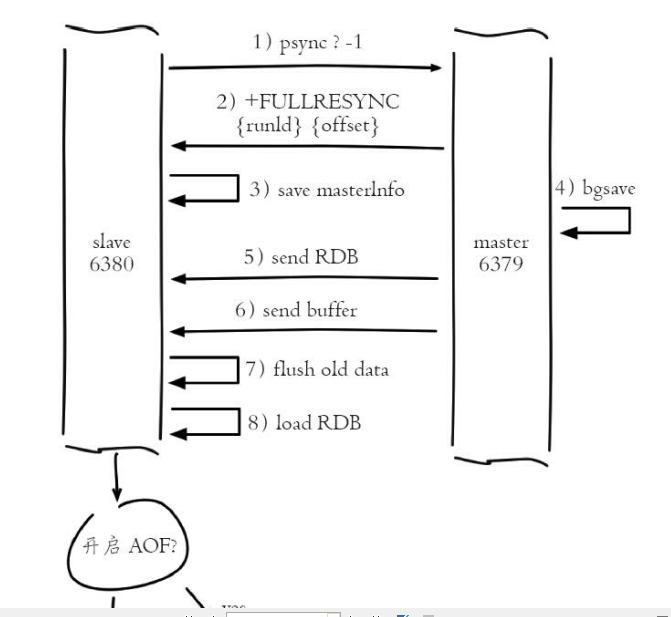 1) psync ? -1
2) +FULLRESYNC
{runId} {offset}
3) save masterInfo
4) bgsave
slave
6380
master
6379
5) send RDB
6) send buffer
7) flush old data
8) load RDB
开启 AOF?